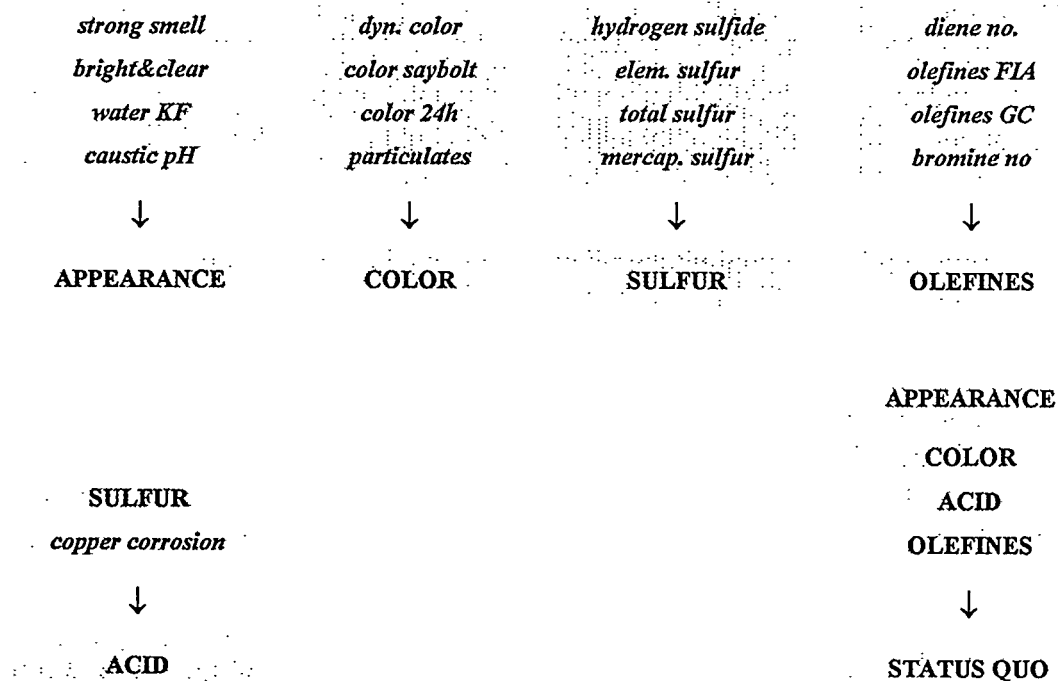 strong smell
bright&clear
water KF
caustic pH
↓
APPEARANCE
dyn. color
color saybolt
color 24h
particulates
↓
COLOR
hydrogen sulfide
elem. sulfur
total sulfur
mercap. sulfur
↓
SULFUR
diene no.
olefines FIA
olefines GC
bromine no
↓
OLEFINES
SULFUR
copper corrosion
↓
ACID
APPEARANCE
COLOR
ACID
OLEFINES
↓
STATUS QUO